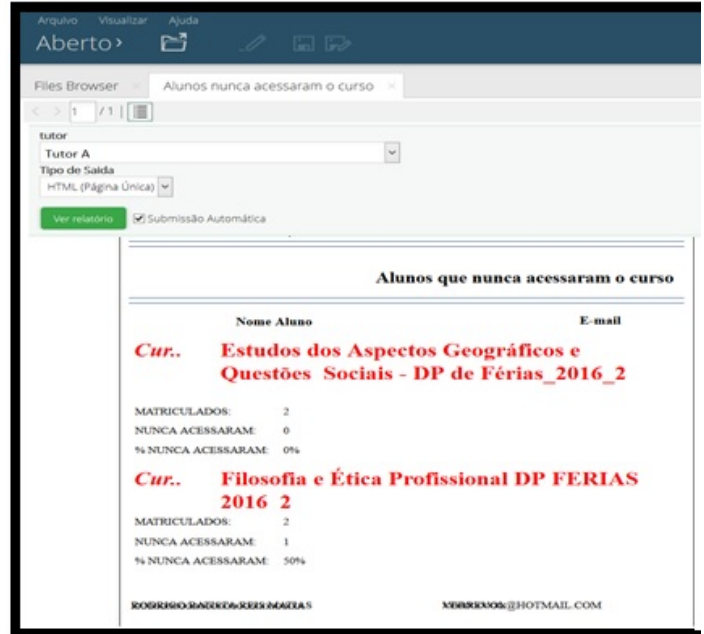 Arquivo Visualizar Ajuda
Aberto
Files Browser × Alunos nunca acessaram o curso ×
< > 1 / 1
tutor
Tutor A
Tipo de Saída
HTML (Página Única)
Ver relatório Submissão Automática
Alunos que nunca acessaram o curso
Nome Aluno E-mail
Cur.. Estudos dos Aspectos Geográficos e
Questões Sociais - DP de Férias_2016_2
MATRICULADOS: 2
NUNCA ACESSARAM: 0
% NUNCA ACESSARAM: 0%
Cur.. Filosofia e Ética Profissional DP FERIAS
2016_2
MATRICULADOS: 2
NUNCA ACESSARAM: 1
% NUNCA ACESSARAM: 50%
@HOTMAIL.COM